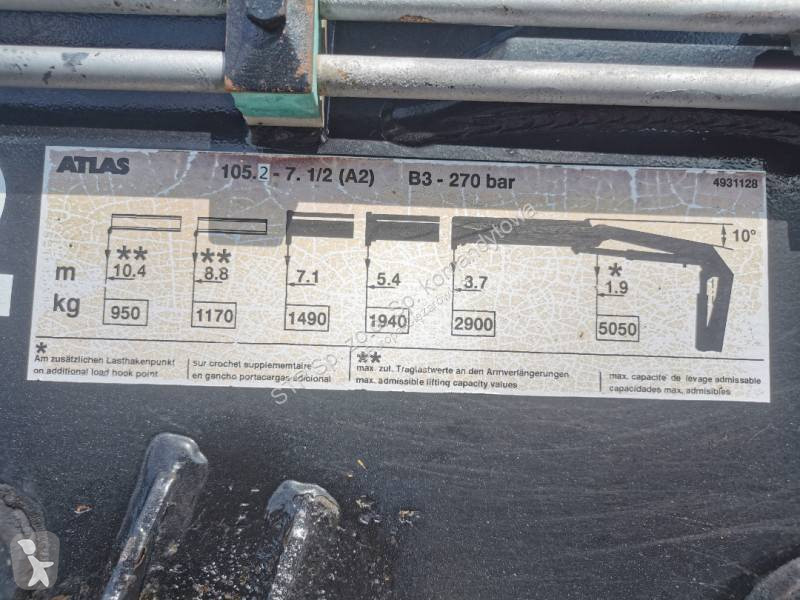 ATLAS 105.2 - 7. 1/2 (A2) B3 - 270 bar 4931128
10°
** ** *
m 10.4 8.8 7.1 5.4 3.7 1.9
kg 950 1170 1490 1940 2900 5050
*
Am zusätzlichen Lasthakenpunkt
on additional load hook point
sur crochet supplementaire
en gancho portacargas adicional
**
max. zul. Traglastwerte an den Armverlängerungen
max. admissible lifting capacity values
max. capacite de levage admissable
capacidades max. admisibles